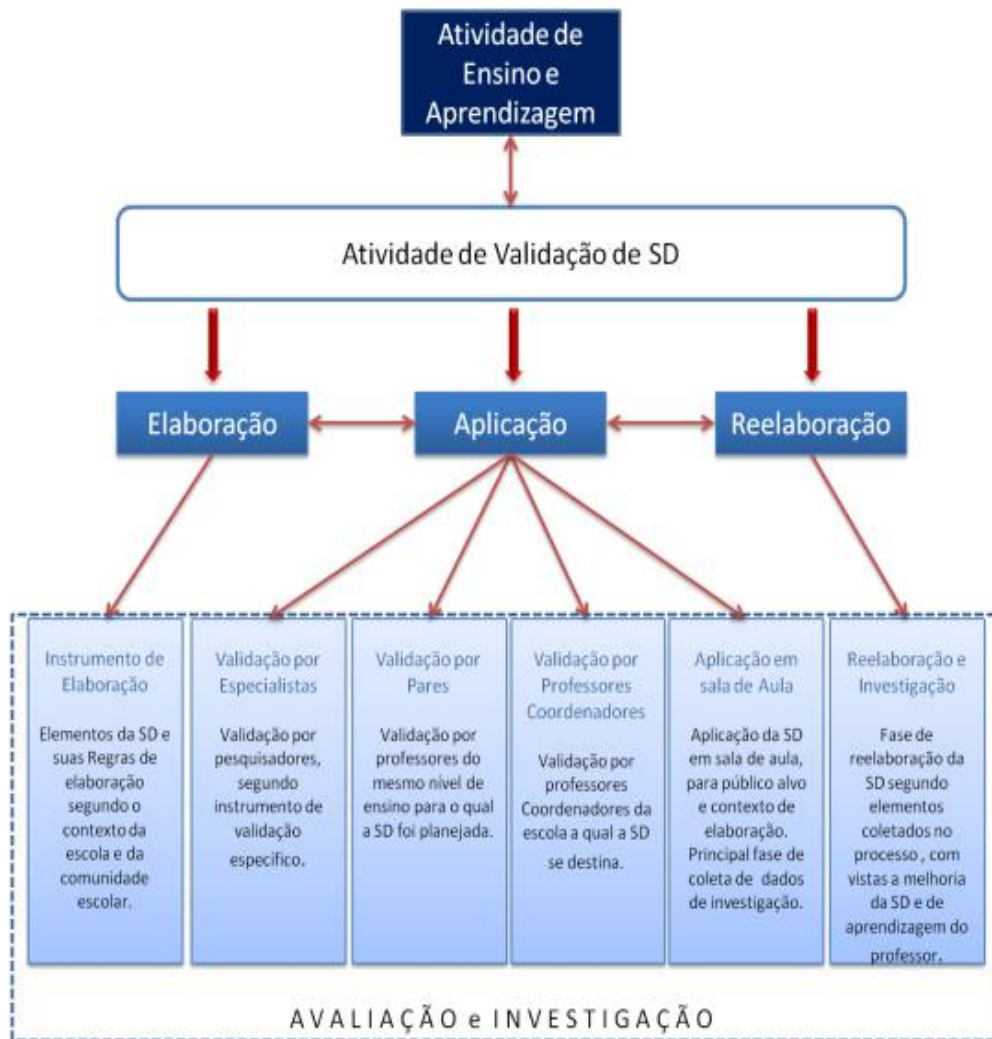 Atividade de
Ensino e
Aprendizagem
Atividade de Validação de SD
Elaboração
Aplicação
Reelaboração
Instrumento de
Elaboração
Elementos da SD e
suas Regras de
elaboração
segundo o
contexto da
escola e da
comunidade
escolar.
Validação por
Especialistas
Validação por
pesquisadores,
segundo
instrumento de
validação
especifico.
Validação por
Pares
Validação por
professores do
mesmo nível de
ensino para o qual
a SD foi planejada.
Validação por
Professores
Coordenadores
Validação por
professores
Coordenadores da
escola a qual a SD
se destina.
Aplicação em
sala de Aula
Aplicação da SD
em sala de aula,
para público alvo
e contexto de
elaboração.
Principal fase de
coleta de dados
de investigação.
Reelaboração e
Investigação
Fase de
reelaboração da
SD segundo
elementos
coletados no
processo , com
vistas a melhoria
da SD e de
aprendizagem do
professor.
AVALIAÇÃO e INVESTIGAÇÃO